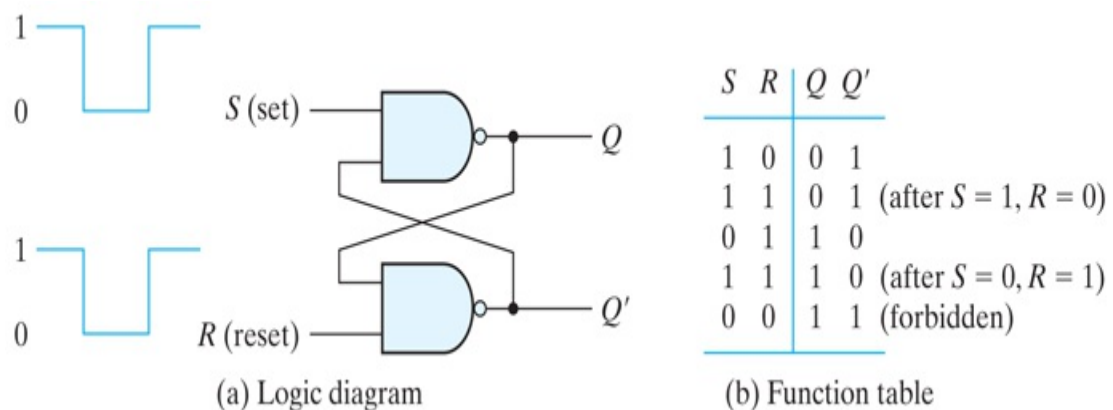 1
0
S (set)
Q
1
0
R (reset)
Q′
(a) Logic diagram
S R Q Q′
1 0 0 1
1 1 0 1 (after S = 1, R = 0)
0 1 1 0
1 1 1 0 (after S = 0, R = 1)
0 0 1 1 (forbidden)
(b) Function table